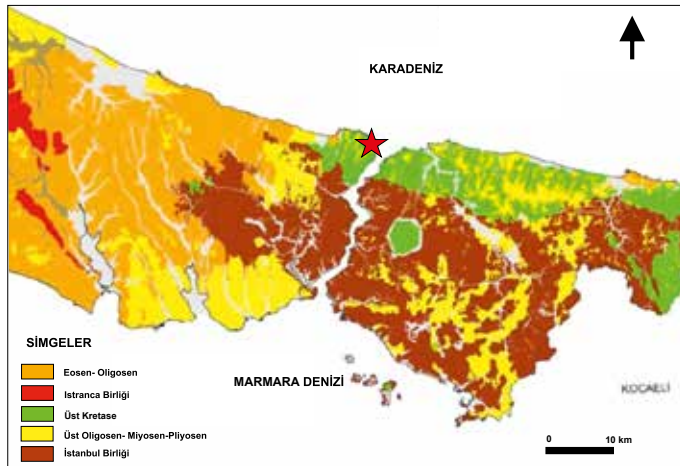 KARADENİZ
SİMGELER
Eosen- Oligosen
Istranca Birliği
Üst Kretase
Üst Oligosen- Miyosen-Pliyosen
İstanbul Birliği
MARMARA DENİZİ
KOCAELİ
0 10 km